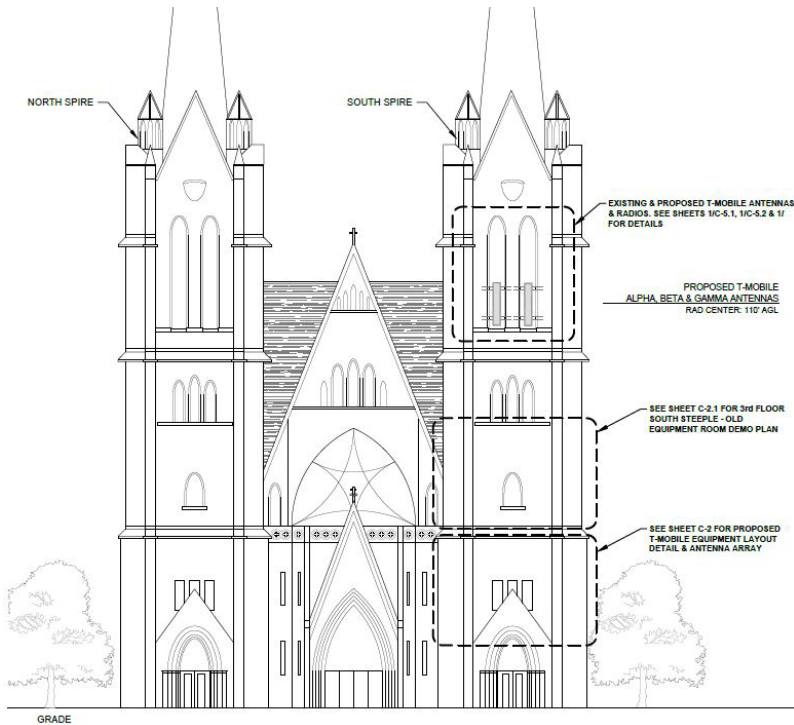 NORTH SPIRE
SOUTH SPIRE
EXISTING & PROPOSED T-MOBILE ANTENNAS
& RADIOS. SEE SHEETS 1/C-5.1, 1/C-5.2 & 1/
FOR DETAILS
PROPOSED T-MOBILE
ALPHA, BETA & GAMMA ANTENNAS
RAD CENTER: 110' AGL
SEE SHEET C-2.1 FOR 3rd FLOOR
SOUTH STEEPLE - OLD
EQUIPMENT ROOM DEMO PLAN
SEE SHEET C-2 FOR PROPOSED
T-MOBILE EQUIPMENT LAYOUT
DETAIL & ANTENNA ARRAY
GRADE